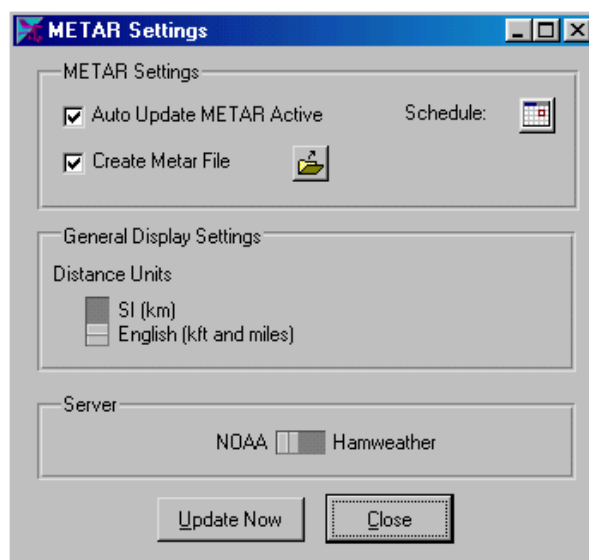 METAR Settings
METAR Settings
Auto Update METAR Active
Schedule:
Create Metar File
General Display Settings
Distance Units
SI (km)
English (kft and miles)
Server
NOAA
Hamweather
Update Now
Close